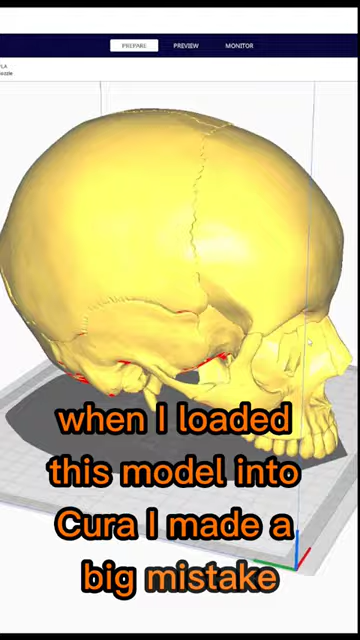 PREPARE PREVIEW MONITOR
when I loaded
this model into
Cura I made a
big mistake